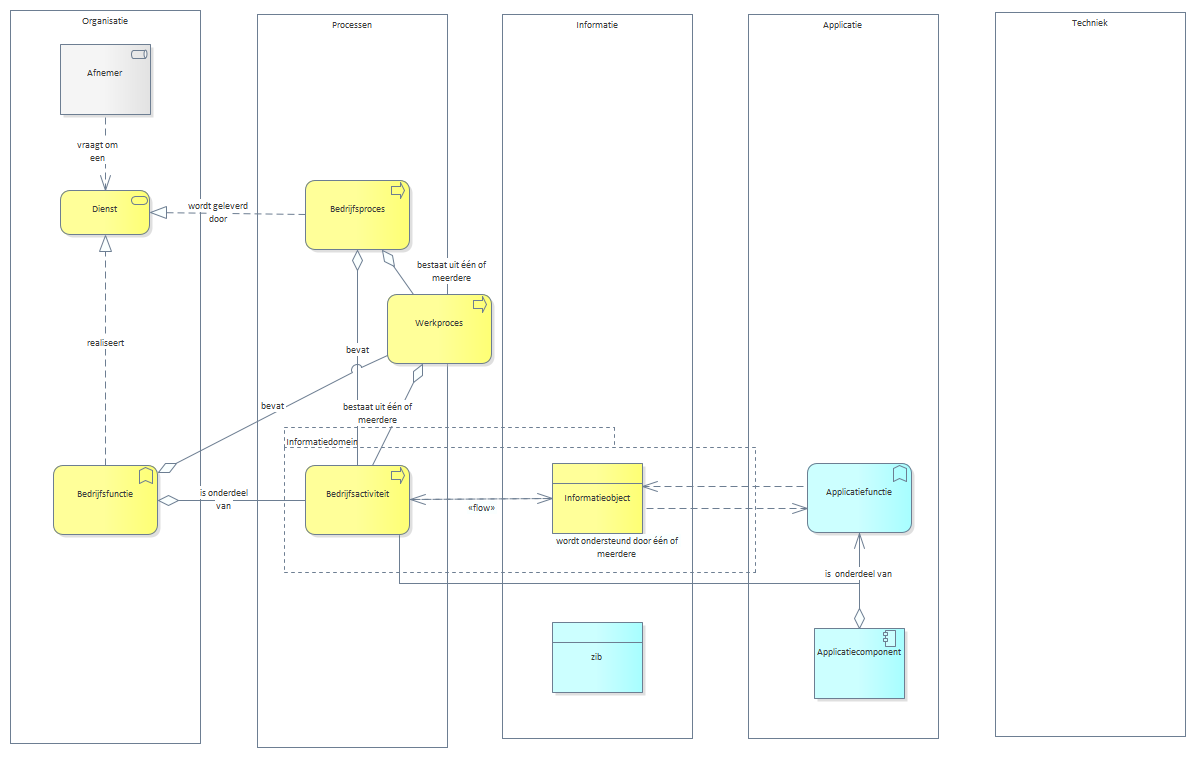 Organisatie
Processen
Informatie
Applicatie
Techniek
Afnemer
vraagt om
een
Dienst
wordt geleverd
door
Bedrijfsproces
bestaat uit één of
meerdere
Werkproces
realiseert
bevat
bevat
bestaat uit één of
meerdere
Informatiedomein
Bedrijfsfunctie
is onderdeel
van
Bedrijfsactiviteit
«flow»
Informatieobject
Applicatiefunctie
wordt ondersteund door één of
meerdere
is onderdeel van
zib
Applicatiecomponent